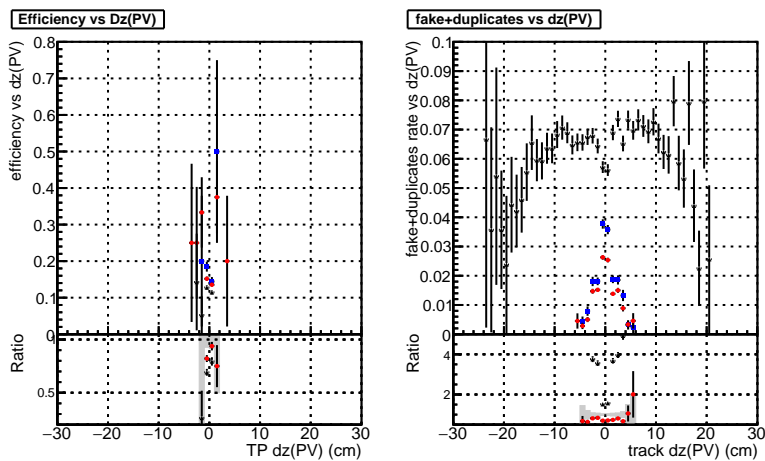 Efficiency vs Dz(PV)
efficiency vs dz(PV)
0.8
0.7
0.6
0.5
0.4
0.3
0.2
0.1
0
Ratio
1
0.5
−30 −20 −10 0 10 20 30
TP dz(PV) (cm)
fake+duplicates vs dz(PV)
fake+duplicates rate vs dz(PV)
0.1
0.09
0.08
0.07
0.06
0.05
0.04
0.03
0.02
0.01
0
Ratio
4
2
−30 −20 −10 0 10 20 30
track dz(PV) (cm)